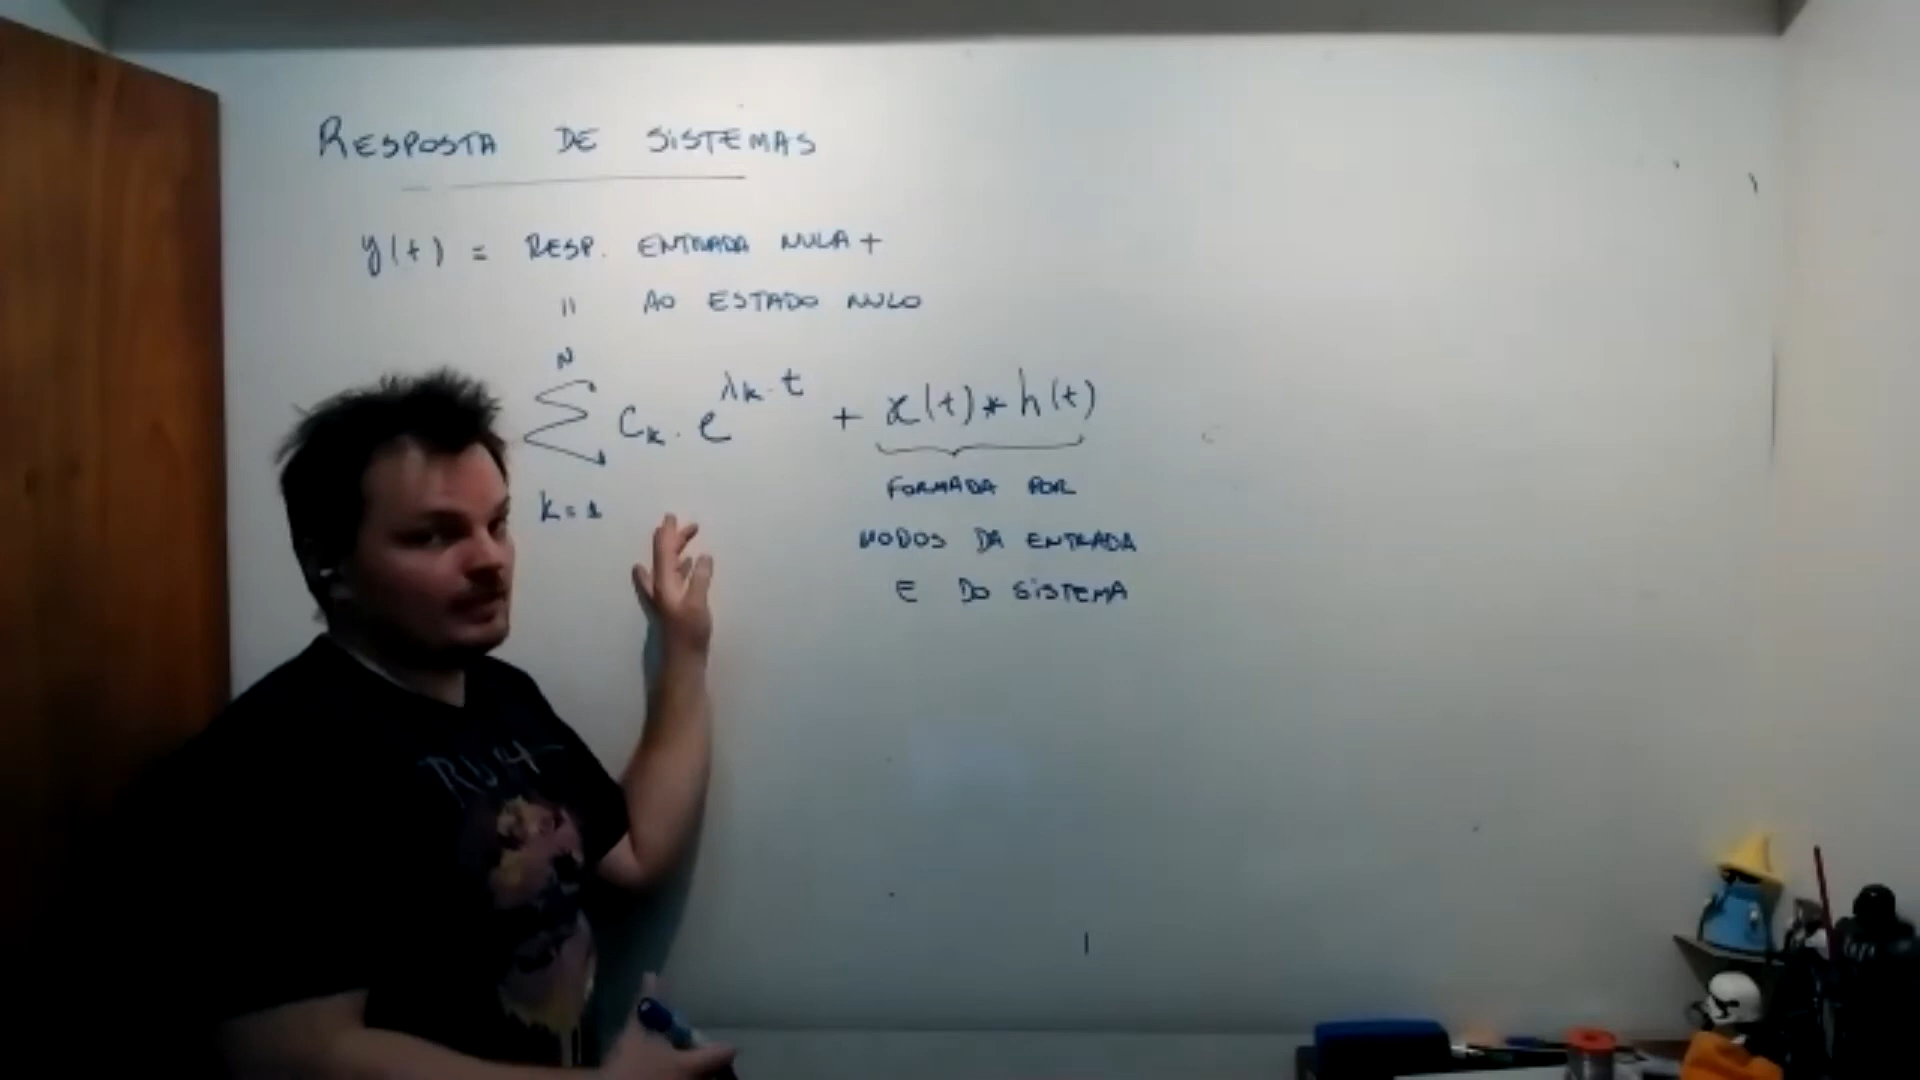 RESPOSTA DE SISTEMAS
y(t) = RESP. ENTRADA NULA +
" AO ESTADO NULO
N
∑ Ck . e^λk.t + x(t) * h(t)
k=1
FORMADA POR
MODOS DA ENTRADA
E DO SISTEMA